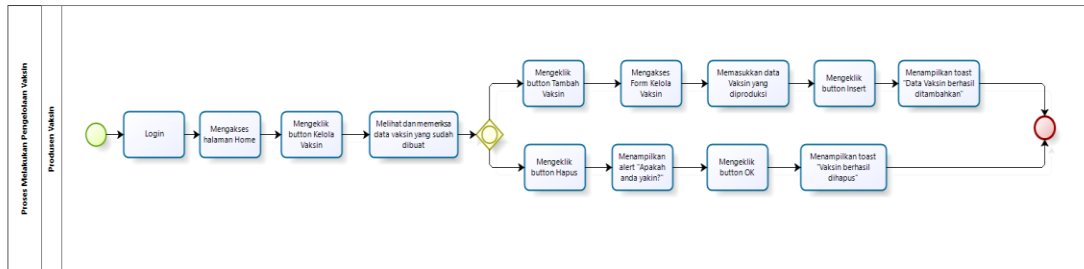 Proses Melakukan Pengelolaan Vaksin
Produsen Vaksin
Login
Mengakses
halaman Home
Mengeklik
button Kelola
Vaksin
Melihat dan memeriksa
data vaksin yang sudah
dibuat
Mengeklik
button Tambah
Vaksin
Mengakses
Form Kelola
Vaksin
Memasukkan data
Vaksin yang
diproduksi
Mengeklik
button Insert
Menampilkan toast
"Data Vaksin berhasil
ditambahkan"
Mengeklik
button Hapus
Menampilkan
alert "Apakah
anda yakin?"
Mengeklik
button OK
Menampilkan toast
"Vaksin berhasil
dihapus"